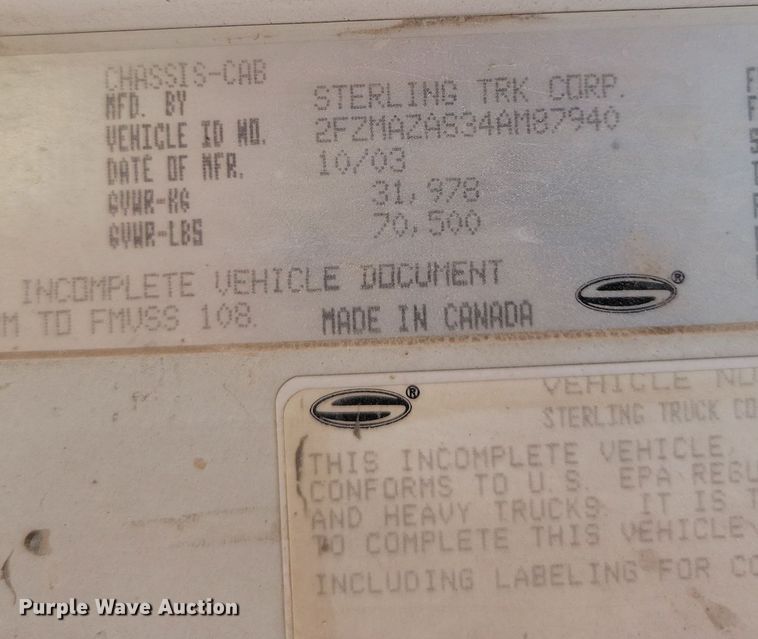 CHASSIS-CAB
MFD. BY STERLING TRK CORP.
VEHICLE ID NO. 2FZMAZAS34AM87940
DATE OF MFR. 10/03
GVWR-KG 31,978
GVWR-LBS 70,500
INCOMPLETE VEHICLE DOCUMENT
M TO FMVSS 108. MADE IN CANADA
®
®
VEHICLE NU
STERLING TRUCK CO
THIS INCOMPLETE VEHICLE,
CONFORMS TO U.S. EPA REGU
AND HEAVY TRUCKS. IT IS T
TO COMPLETE THIS VEHICLE
INCLUDING LABELING FOR CO
Purple Wave Auction